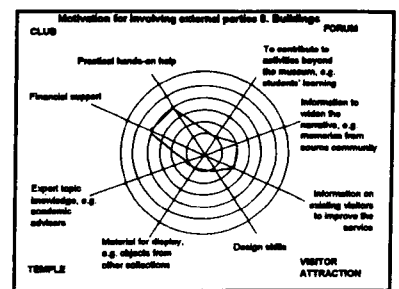 Motivation for involving external parties 8. Buildings
CLUB
FORUM
Practical hands-on help
To contribute to
activities beyond
the museum, e.g.
students' learning
Financial support
Information to
widen the
narrative, e.g
memories from
source community
Expert topic
knowledge, e.g.
academic
advisers
Information on
existing visitors
to improve the
service
Material for display,
e.g. objects from
other collections
Design skills
TEMPLE
VISITOR
ATTRACTION